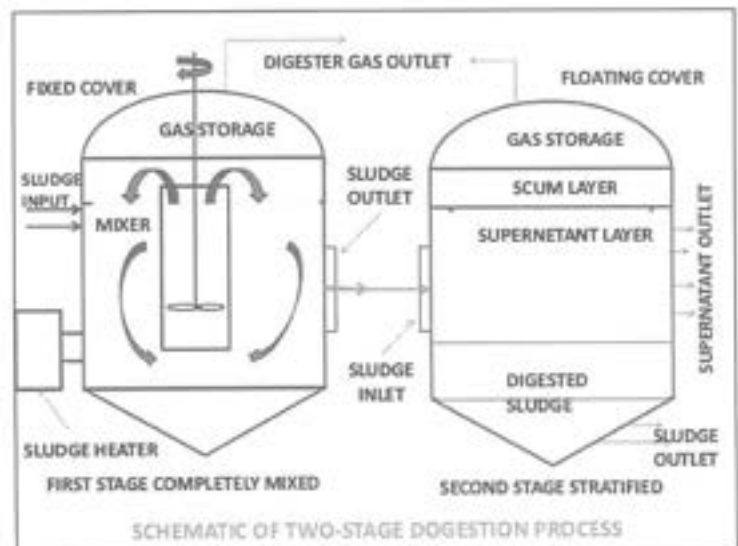 FIXED COVER
DIGESTER GAS OUTLET
FLOATING COVER
GAS STORAGE
GAS STORAGE
SLUDGE
INPUT
MIXER
SLUDGE
OUTLET
SCUM LAYER
SUPERNETANT LAYER
SUPERNATANT OUTLET
SLUDGE
INLET
DIGESTED
SLUDGE
SLUDGE HEATER
SLUDGE
OUTLET
FIRST STAGE COMPLETELY MIXED
SECOND STAGE STRATIFIED
SCHEMATIC OF TWO-STAGE DOGESTION PROCESS